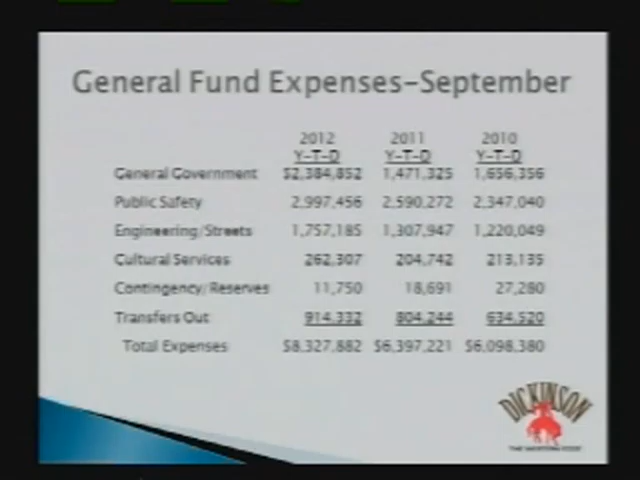 General Fund Expenses–September
2012 2011 2010
Y-T-D Y-T-D Y-T-D
General Government $2,384,852 1,471,325 1,656,356
Public Safety 2,997,456 2,590,272 2,347,040
Engineering/Streets 1,757,185 1,307,947 1,220,049
Cultural Services 262,307 204,742 213,135
Contingency/Reserves 11,750 18,691 27,280
Transfers Out 914,332 804,244 634,520
Total Expenses $8,327,882 $6,397,221 $6,098,380
DICKINSON
THE WESTERN EDGE